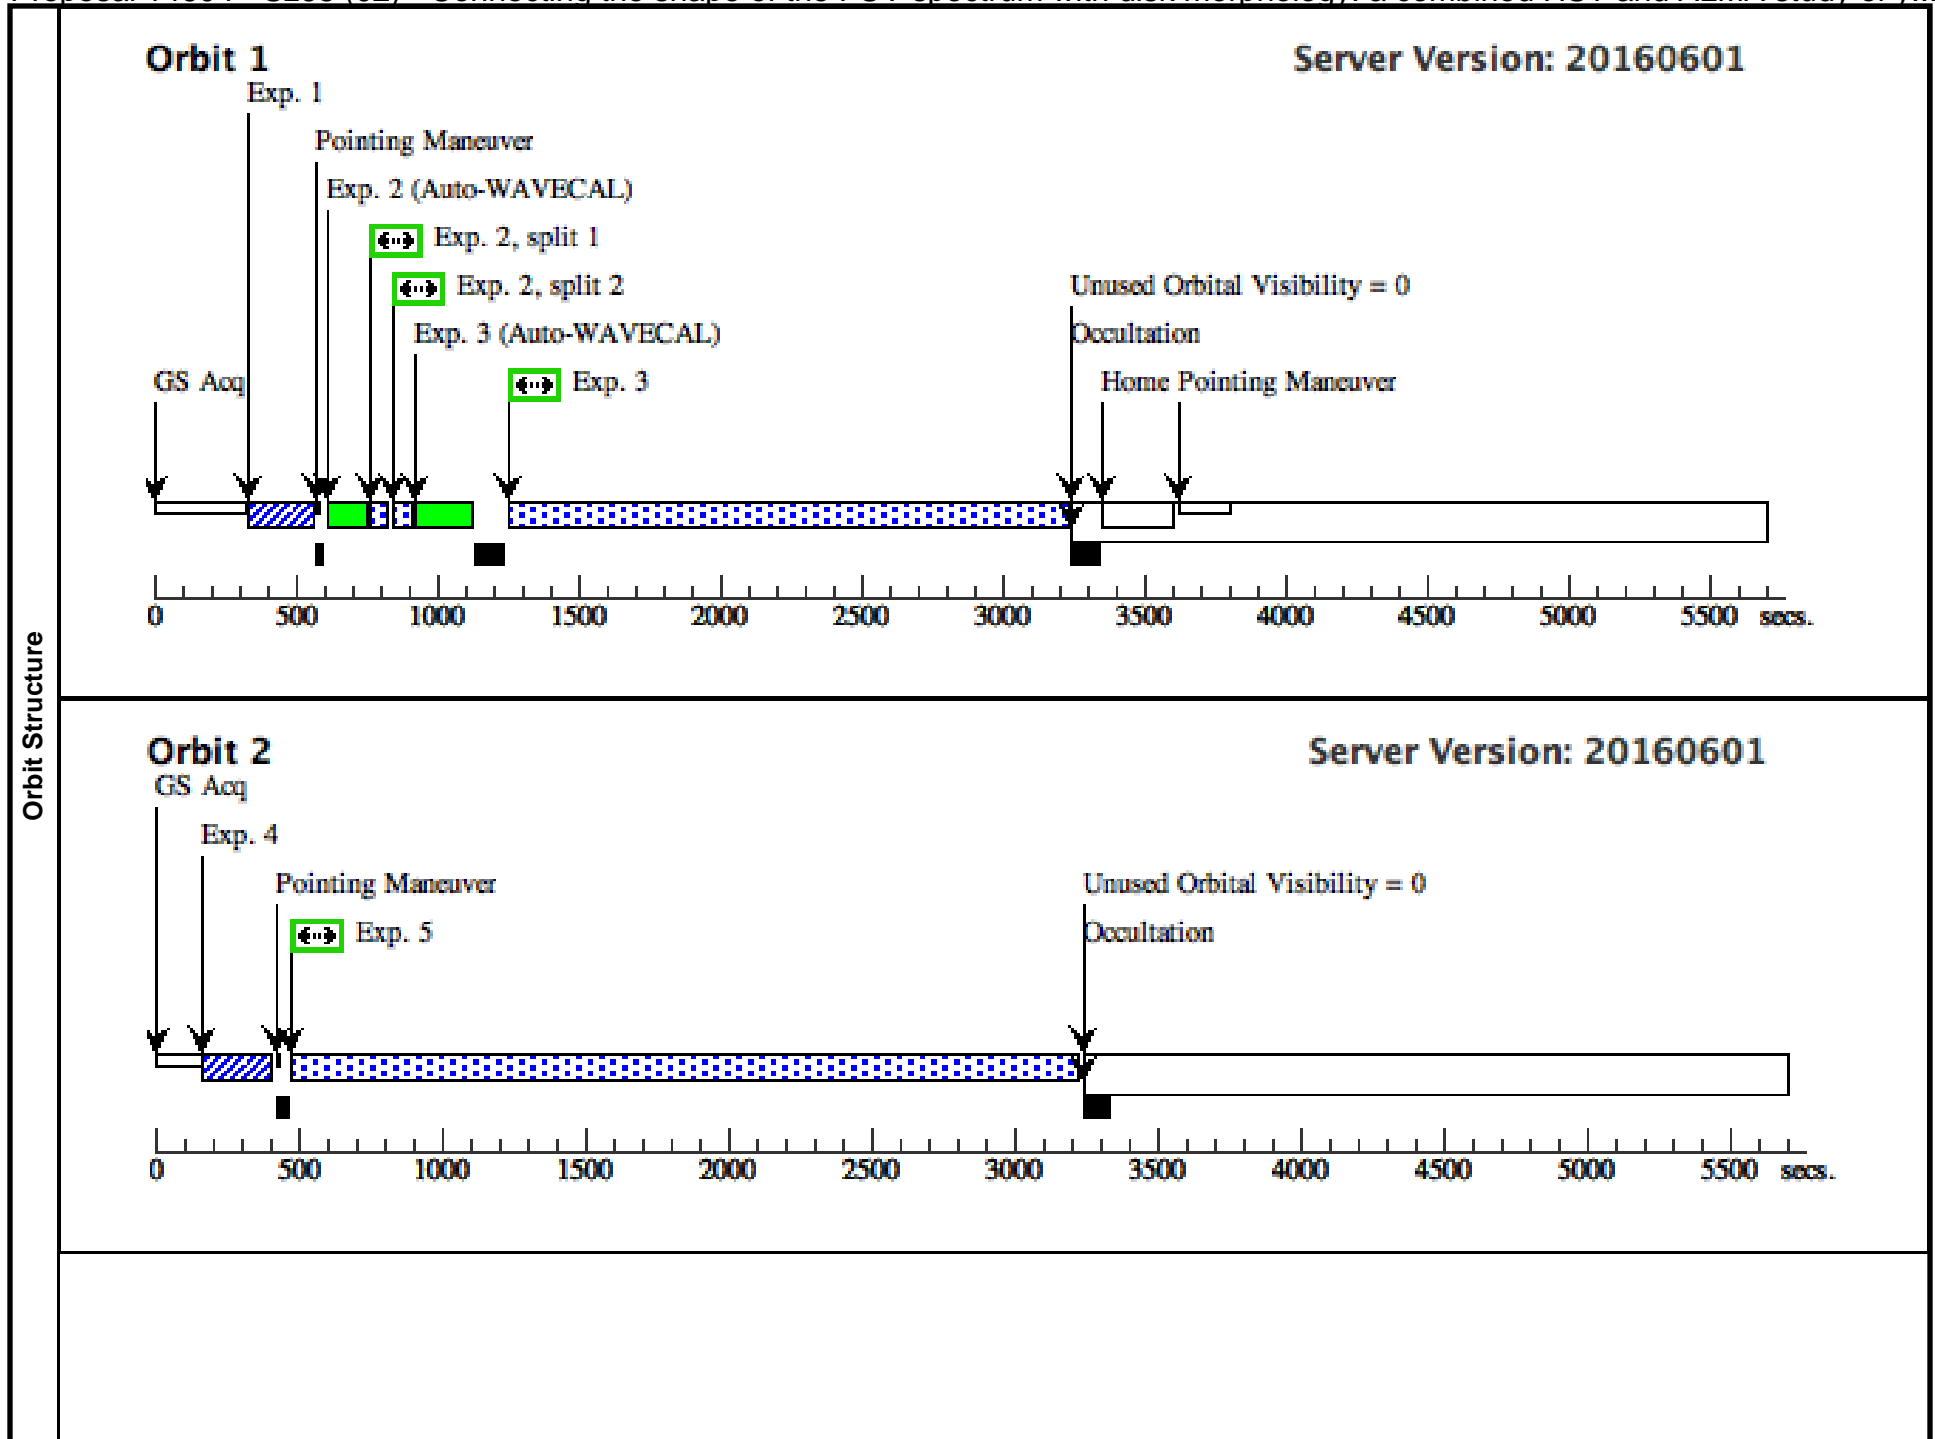 Orbit 1
Server Version: 20160601
Exp. 1
Pointing Maneuver
Exp. 2 (Auto-WAVECAL)
Exp. 2, split 1
Exp. 2, split 2
Unused Orbital Visibility = 0
Exp. 3 (Auto-WAVECAL)
Occultation
GS Acq
Exp. 3
Home Pointing Maneuver
0 500 1000 1500 2000 2500 3000 3500 4000 4500 5000 5500 secs.
Orbit Structure
Orbit 2
Server Version: 20160601
GS Acq
Exp. 4
Pointing Maneuver
Unused Orbital Visibility = 0
Exp. 5
Occultation
0 500 1000 1500 2000 2500 3000 3500 4000 4500 5000 5500 secs.